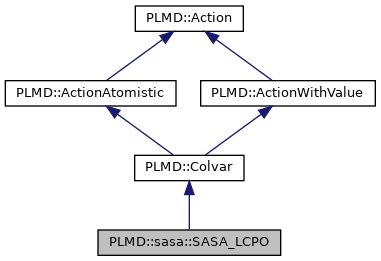 PLMD::Action
PLMD::ActionAtomistic
PLMD::ActionWithValue
PLMD::Colvar
PLMD::sasa::SASA_LCPO